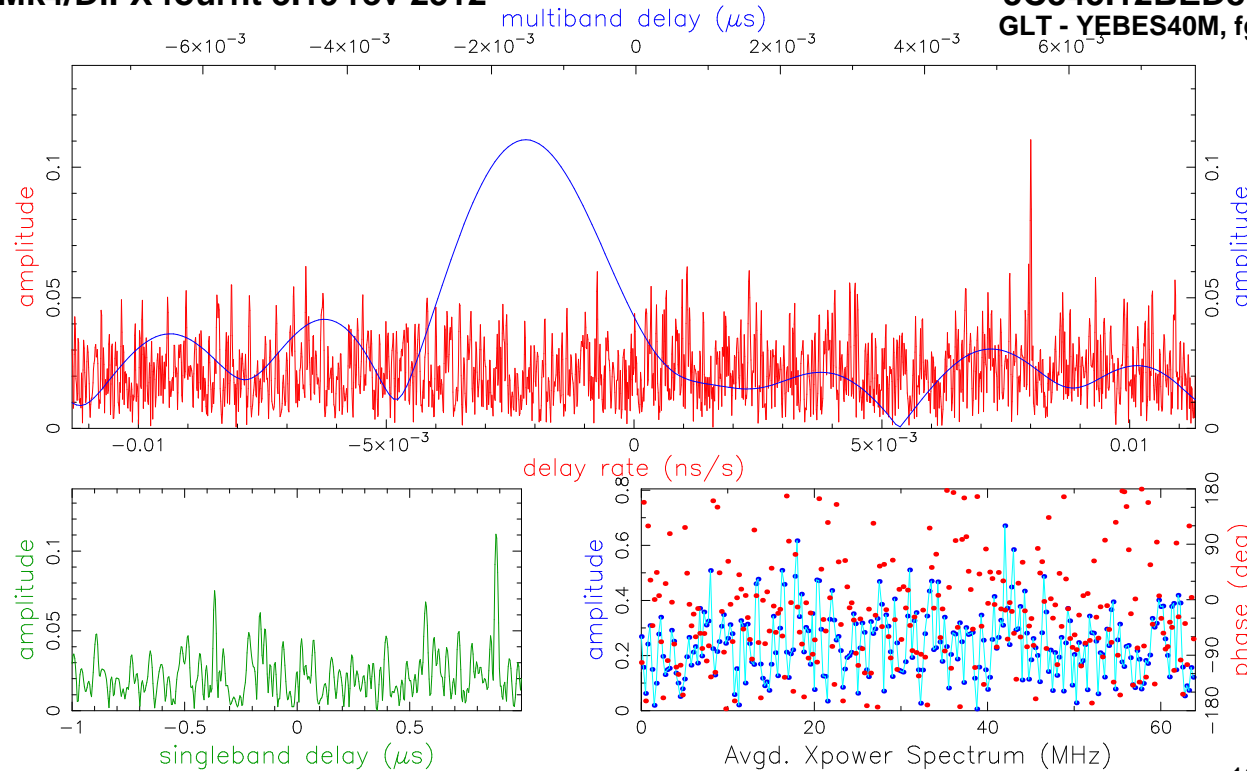 multiband delay (μs)
GLT - YEBES40M,
−6×10⁻³ −4×10⁻³ −2×10⁻³ 0 2×10⁻³ 4×10⁻³ 6×10⁻³
amplitude
0 0.05 0.1
0 0.05 0.1
amplitude
−0.01 −5×10⁻³ 0 5×10⁻³ 0.01
delay rate (ns/s)
amplitude
0 0.05 0.1
−1 −0.5 0 0.5
singleband delay (μs)
amplitude
0 0.2 0.4 0.6 0.8
0 20 40 60
Avgd. Xpower Spectrum (MHz)
−180 −90 0 90 180
phase (deg)